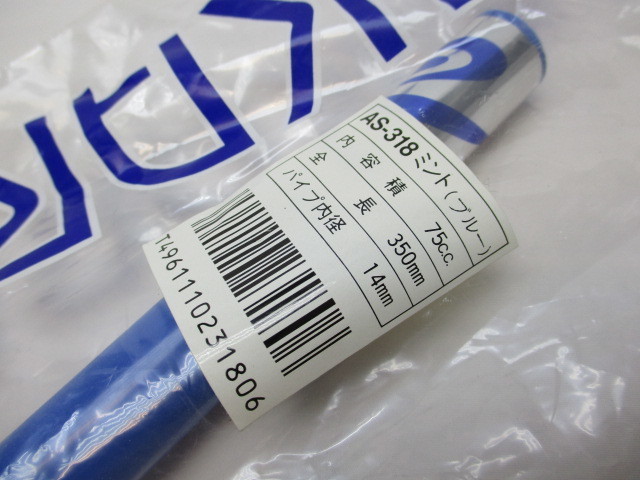 AS-318 ミント(ブルー)
内容積 75c.c.
全長 350mm
パイプ内径 14mm
T4961110231806